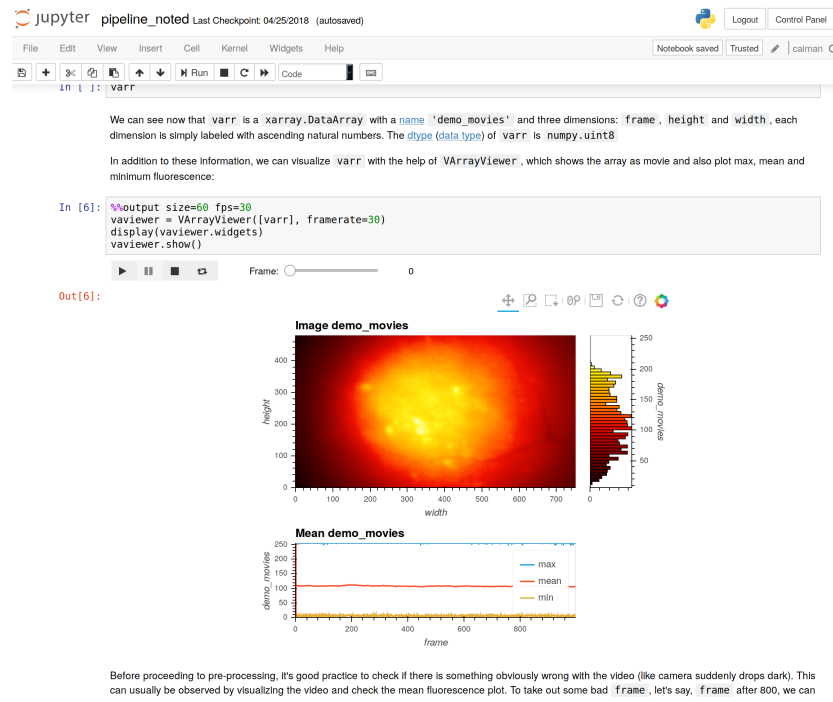 jupyter pipeline_noted Last Checkpoint: 04/25/2018 (autosaved) Logout Control Panel
File Edit View Insert Cell Kernel Widgets Help Notebook saved Trusted caiman
Run Code
In [ ]: varr
We can see now that varr is a xarray.DataArray with a name 'demo_movies' and three dimensions: frame, height and width, each
dimension is simply labeled with ascending natural numbers. The dtype (data type) of varr is numpy.uint8
In addition to these information, we can visualize varr with the help of VArrayViewer, which shows the array as movie and also plot max, mean and
minimum fluorescence:
In [6]: %%output size=60 fps=30
vaviewer = VArrayViewer([varr], framerate=30)
display(vaviewer.widgets)
vaviewer.show()
Frame: 0
Out[6]:
Image demo_movies
400
300
200
100
0
height
0 100 200 300 400 500 600 700
width
250
200
150
100
50
0
demo_movies
Mean demo_movies
250
200
150
100
50
0
demo_movies
max
mean
min
0 200 400 600 800
frame
Before proceeding to pre-processing, it's good practice to check if there is something obviously wrong with the video (like camera suddenly drops dark). This
can usually be observed by visualizing the video and check the mean fluorescence plot. To take out some bad frame, let's say, frame after 800, we can